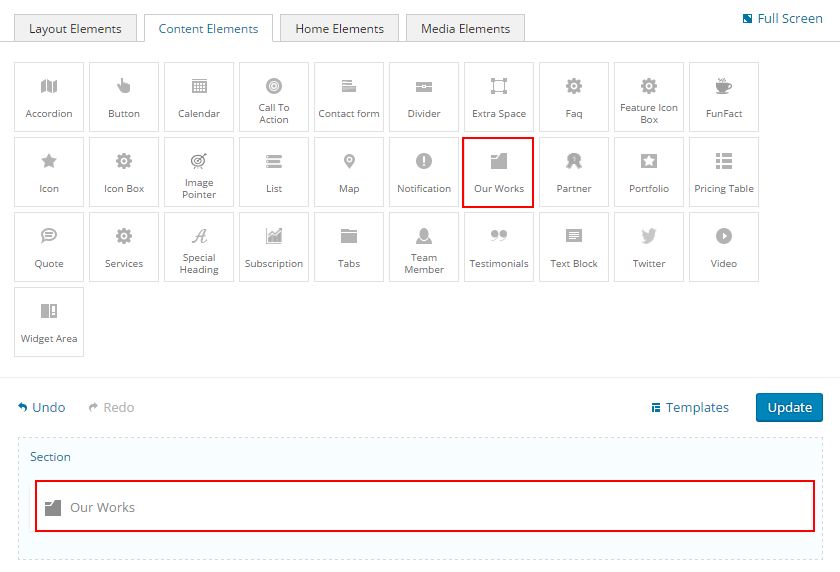 Layout Elements
Content Elements
Home Elements
Media Elements
Full Screen
Accordion
Button
Calendar
Call To
Action
Contact form
Divider
Extra Space
Faq
Feature Icon
Box
FunFact
Icon
Icon Box
Image
Pointer
List
Map
Notification
Our Works
Partner
Portfolio
Pricing Table
Quote
Services
Special
Heading
Subscription
Tabs
Team
Member
Testimonials
Text Block
Twitter
Video
Widget Area
Undo
Redo
Templates
Update
Section
Our Works